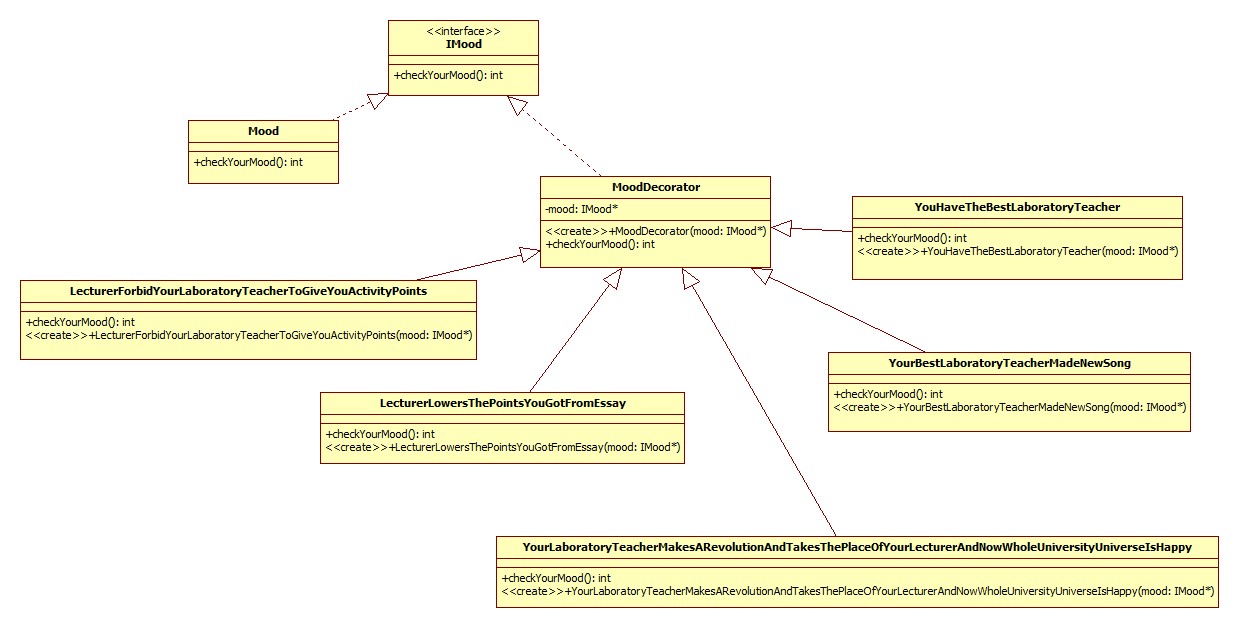 <<interface>>
IMood
+checkYourMood(): int
Mood
+checkYourMood(): int
MoodDecorator
-mood: IMood*
<<create>>+MoodDecorator(mood: IMood*)
+checkYourMood(): int
YouHaveTheBestLaboratoryTeacher
+checkYourMood(): int
<<create>>+YouHaveTheBestLaboratoryTeacher(mood: IMood*)
LecturerForbidYourLaboratoryTeacherToGiveYouActivityPoints
+checkYourMood(): int
<<create>>+LecturerForbidYourLaboratoryTeacherToGiveYouActivityPoints(mood: IMood*)
YourBestLaboratoryTeacherMadeNewSong
+checkYourMood(): int
<<create>>+YourBestLaboratoryTeacherMadeNewSong(mood: IMood*)
LecturerLowersThePointsYouGotFromEssay
+checkYourMood(): int
<<create>>+LecturerLowersThePointsYouGotFromEssay(mood: IMood*)
YourLaboratoryTeacherMakesARevolutionAndTakesThePlaceOfYourLecturerAndNowWholeUniversityUniverseIsHappy
+checkYourMood(): int
<<create>>+YourLaboratoryTeacherMakesARevolutionAndTakesThePlaceOfYourLecturerAndNowWholeUniversityUniverseIsHappy(mood: IMood*)